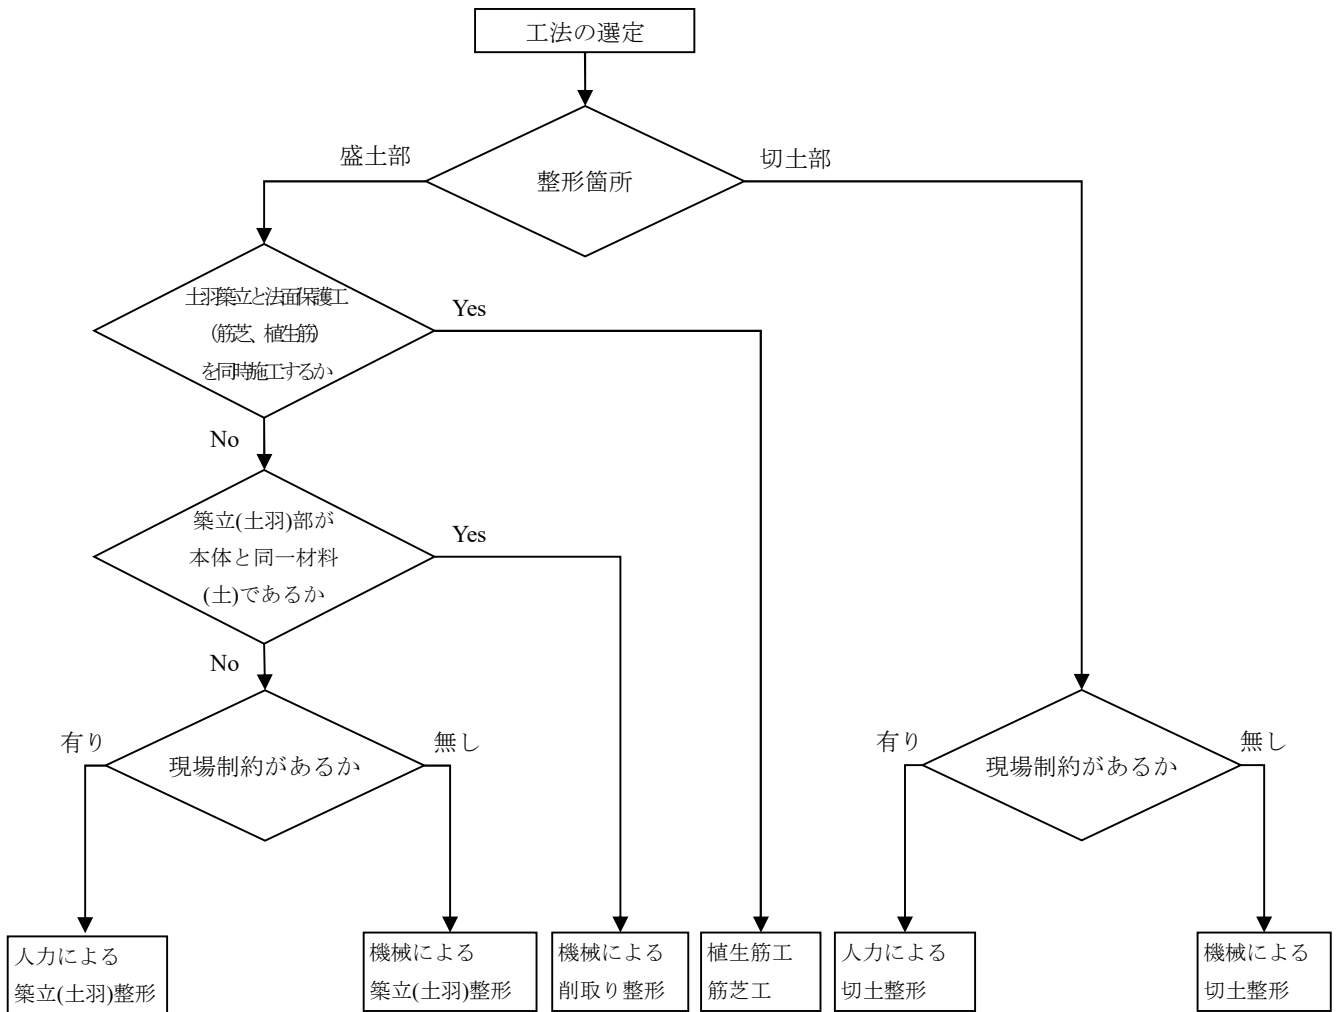 工法の選定
盛土部
切土部
整形箇所
土羽築立と法面保護工
(筋芝、植生筋)
を同時施工するか
Yes
No
築立(土羽)部が
本体と同一材料
(土)であるか
Yes
No
有り
現場制約があるか
無し
有り
現場制約があるか
無し
人力による
築立(土羽)整形
機械による
築立(土羽)整形
機械による
削取り整形
植生筋工
筋芝工
人力による
切土整形
機械による
切土整形